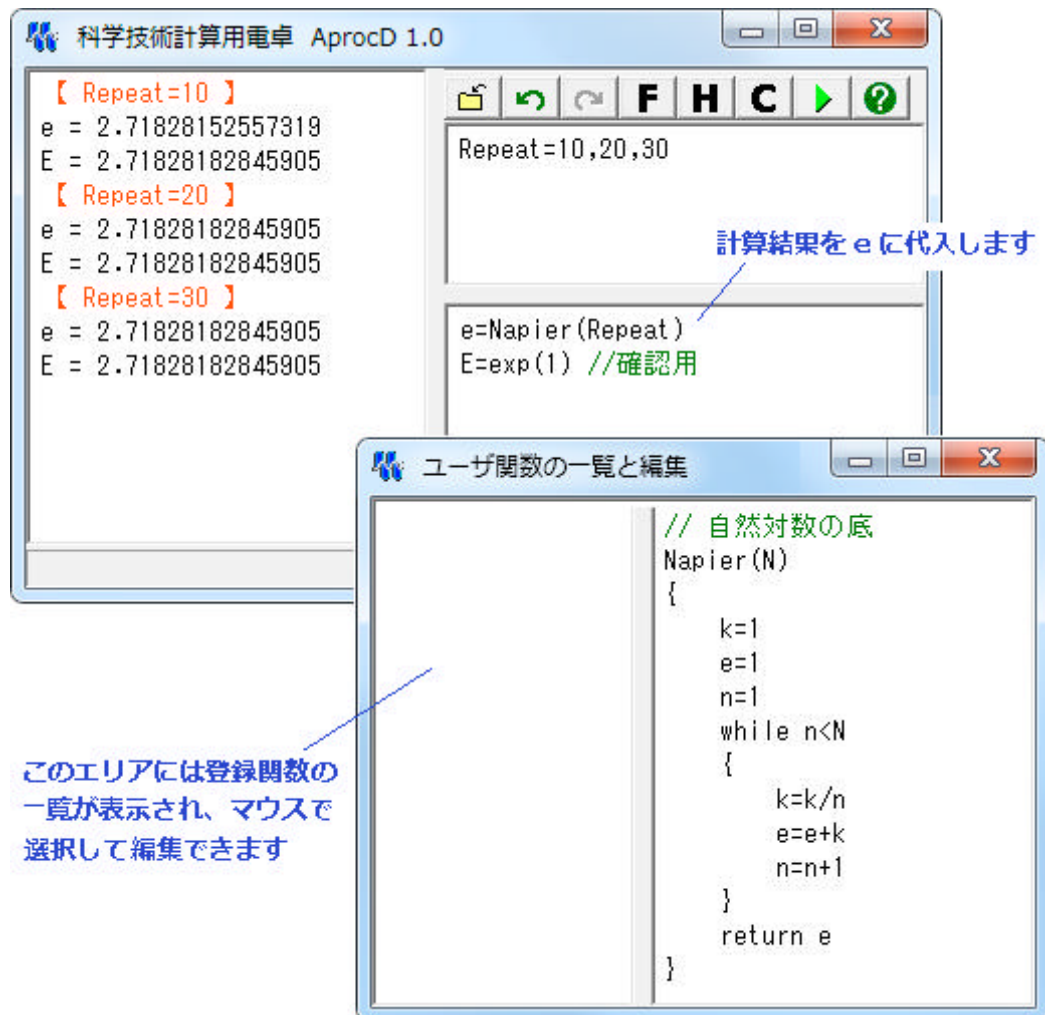 科学技術計算用電卓 AprocD 1.0
【 Repeat=10 】
e = 2.71828152557319
E = 2.71828182845905
【 Repeat=20 】
e = 2.71828182845905
E = 2.71828182845905
【 Repeat=30 】
e = 2.71828182845905
E = 2.71828182845905
F H C ?
Repeat=10,20,30
計算結果をeに代入します
e=Napier(Repeat)
E=exp(1) //確認用
ユーザ関数の一覧と編集
// 自然対数の底
Napier(N)
{
k=1
e=1
n=1
while n<N
{
k=k/n
e=e+k
n=n+1
}
return e
}
このエリアには登録関数の
一覧が表示され、マウスで
選択して編集できます